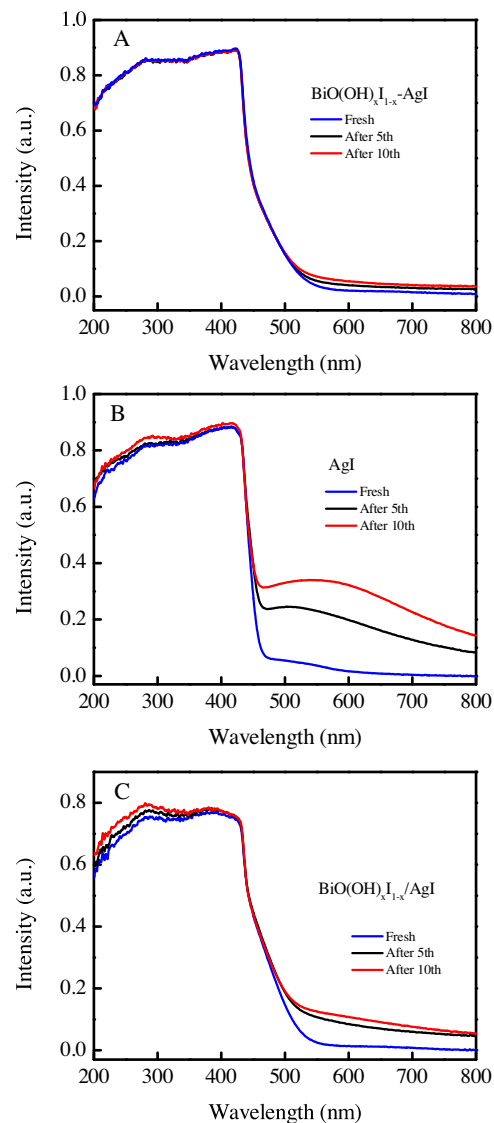 A
BiO(OH)ₓI₁₋ₓ-AgI
Fresh
After 5th
After 10th
Intensity (a.u.)
1.0
0.8
0.6
0.4
0.2
0.0
200 300 400 500 600 700 800
Wavelength (nm)
B
AgI
Fresh
After 5th
After 10th
Intensity (a.u.)
1.0
0.8
0.6
0.4
0.2
0.0
200 300 400 500 600 700 800
Wavelength (nm)
C
BiO(OH)ₓI₁₋ₓ/AgI
Fresh
After 5th
After 10th
Intensity (a.u.)
0.8
0.6
0.4
0.2
0.0
200 300 400 500 600 700 800
Wavelength (nm)